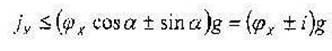 j_y ≤ (φ_x cos α ± sin α)g = (φ_x ± i)g